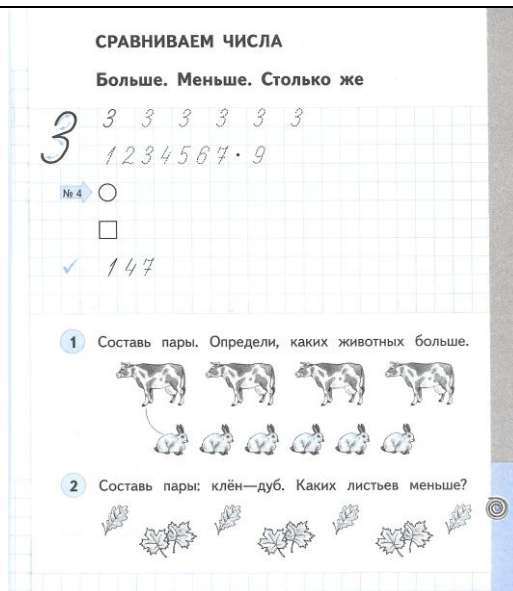 СРАВНИВАЕМ ЧИСЛА
Больше. Меньше. Столько же
3 3 3 3 3 3 3
1 2 3 4 5 6 7 · 9
№ 4
1 4 7
1 Составь пары. Определи, каких животных больше.
2 Составь пары: клён—дуб. Каких листьев меньше?